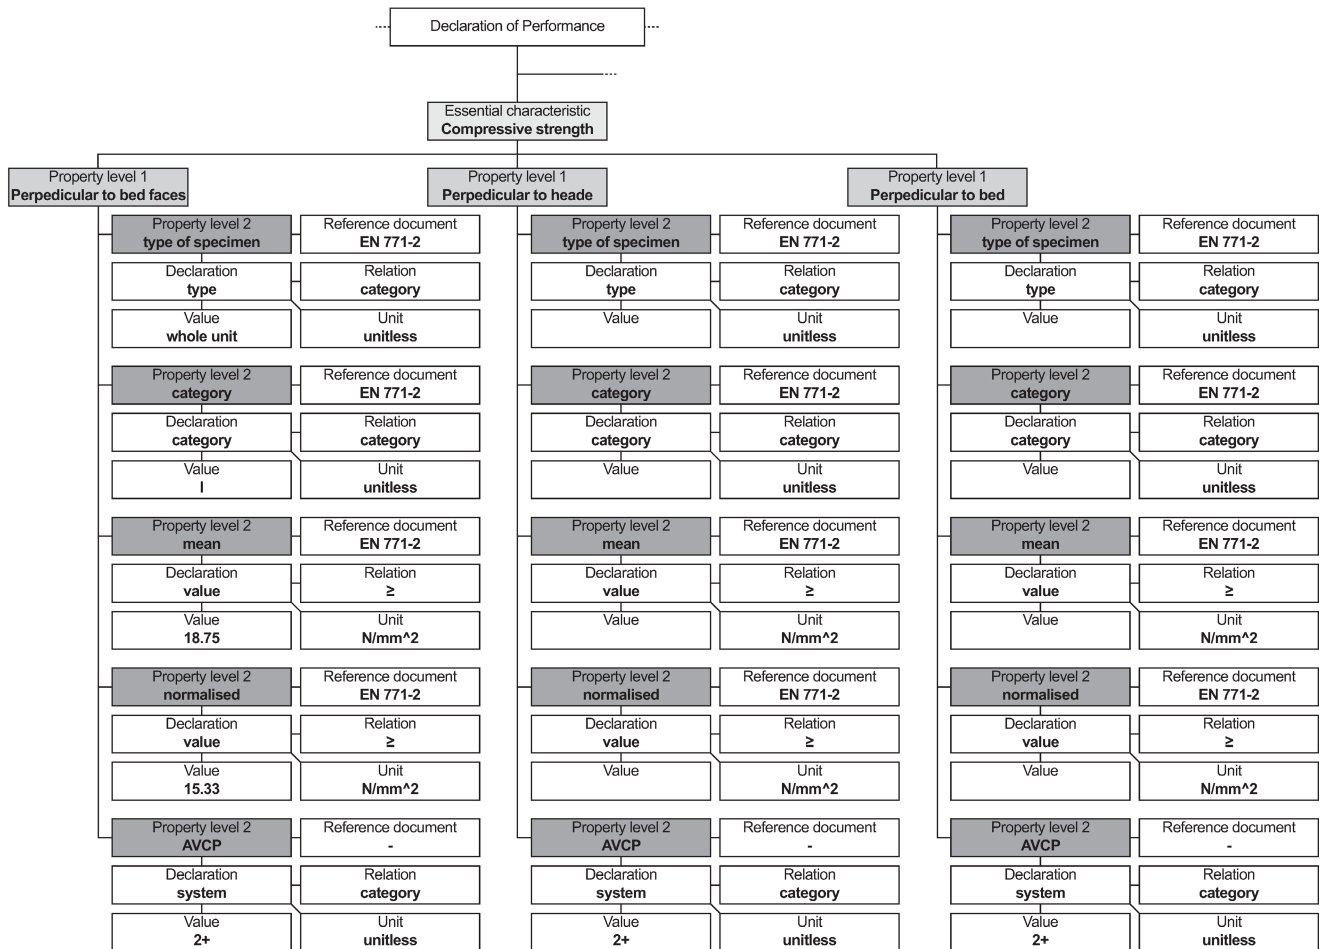 Declaration of Performance
Essential characteristic
Compressive strength
Property level 1
Perpedicular to bed faces
Property level 2
type of specimen
Reference document
EN 771-2
Declaration
type
Relation
category
Value
whole unit
Unit
unitless
Property level 2
category
Reference document
EN 771-2
Declaration
category
Relation
category
Value
I
Unit
unitless
Property level 2
mean
Reference document
EN 771-2
Declaration
value
Relation
≥
Value
18.75
Unit
N/mm^2
Property level 2
normalised
Reference document
EN 771-2
Declaration
value
Relation
≥
Value
15.33
Unit
N/mm^2
Property level 2
AVCP
Reference document
-
Declaration
system
Relation
category
Value
2+
Unit
unitless
Property level 1
Perpedicular to heade
Property level 2
type of specimen
Reference document
EN 771-2
Declaration
type
Relation
category
Value
Unit
unitless
Property level 2
category
Reference document
EN 771-2
Declaration
category
Relation
category
Value
Unit
unitless
Property level 2
mean
Reference document
EN 771-2
Declaration
value
Relation
≥
Value
Unit
N/mm^2
Property level 2
normalised
Reference document
EN 771-2
Declaration
value
Relation
≥
Value
Unit
N/mm^2
Property level 2
AVCP
Reference document
-
Declaration
system
Relation
category
Value
2+
Unit
unitless
Property level 1
Perpedicular to bed
Property level 2
type of specimen
Reference document
EN 771-2
Declaration
type
Relation
category
Value
Unit
unitless
Property level 2
category
Reference document
EN 771-2
Declaration
category
Relation
category
Value
Unit
unitless
Property level 2
mean
Reference document
EN 771-2
Declaration
value
Relation
≥
Value
Unit
N/mm^2
Property level 2
normalised
Reference document
EN 771-2
Declaration
value
Relation
≥
Value
Unit
N/mm^2
Property level 2
AVCP
Reference document
-
Declaration
system
Relation
category
Value
2+
Unit
unitless